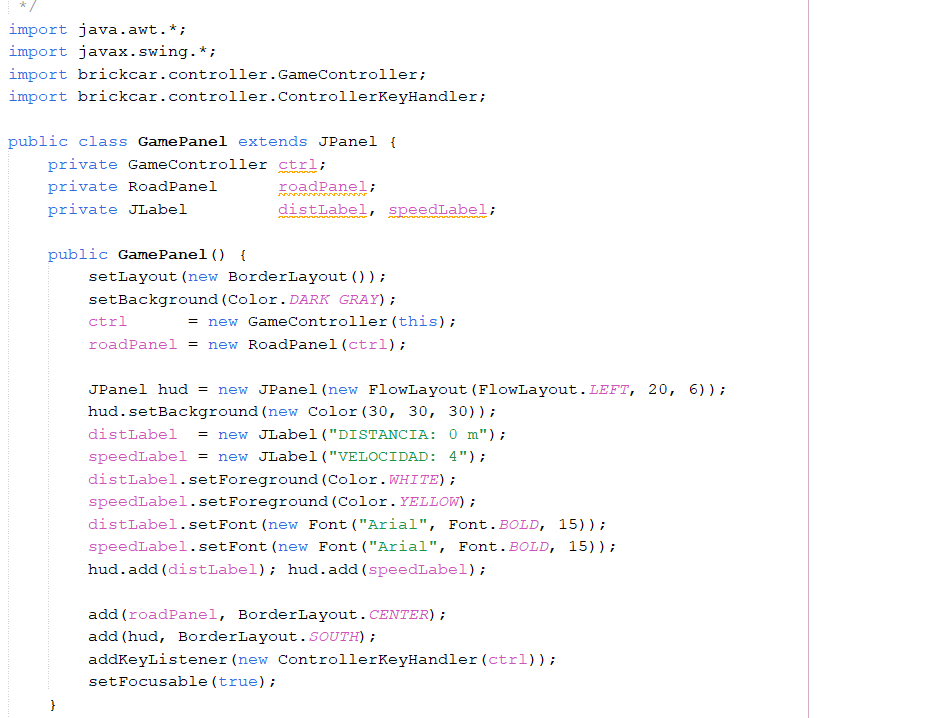 */
import java.awt.*;
import javax.swing.*;
import brickcar.controller.GameController;
import brickcar.controller.ControllerKeyHandler;
public class GamePanel extends JPanel {
private GameController ctrl;
private RoadPanel roadPanel;
private JLabel distLabel, speedLabel;
public GamePanel() {
setLayout(new BorderLayout());
setBackground(Color.DARK_GRAY);
ctrl = new GameController(this);
roadPanel = new RoadPanel(ctrl);
JPanel hud = new JPanel(new FlowLayout(FlowLayout.LEFT, 20, 6));
hud.setBackground(new Color(30, 30, 30));
distLabel = new JLabel("DISTANCIA: 0 m");
speedLabel = new JLabel("VELOCIDAD: 4");
distLabel.setForeground(Color.WHITE);
speedLabel.setForeground(Color.YELLOW);
distLabel.setFont(new Font("Arial", Font.BOLD, 15));
speedLabel.setFont(new Font("Arial", Font.BOLD, 15));
hud.add(distLabel); hud.add(speedLabel);
add(roadPanel, BorderLayout.CENTER);
add(hud, BorderLayout.SOUTH);
addKeyListener(new ControllerKeyHandler(ctrl));
setFocusable(true);
}